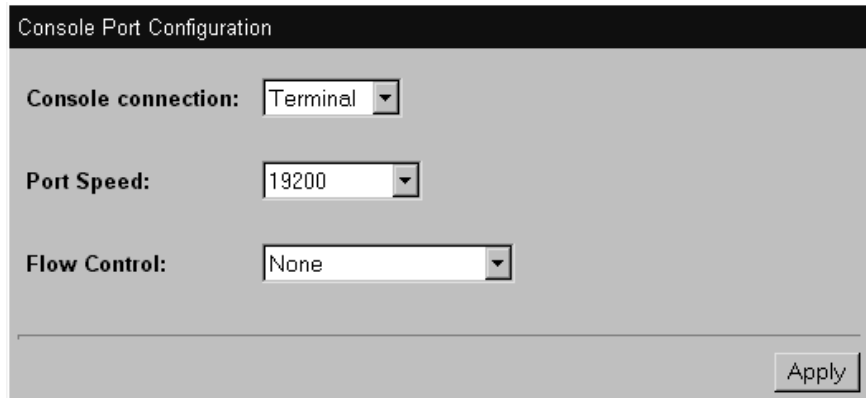 Console Port Configuration
Console connection: Terminal
Port Speed: 19200
Flow Control: None
Apply